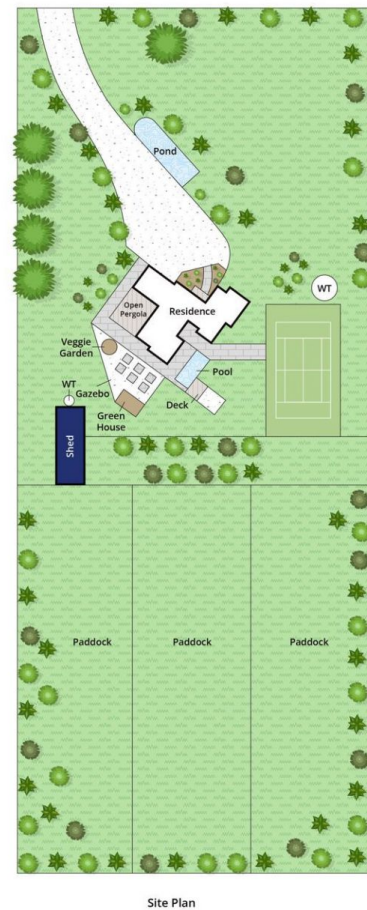 Pond
WT
Open
Pergola
Residence
Veggie
Garden
Pool
WT
Gazebo
Deck
Green
House
Shed
Paddock
Paddock
Paddock
Site Plan